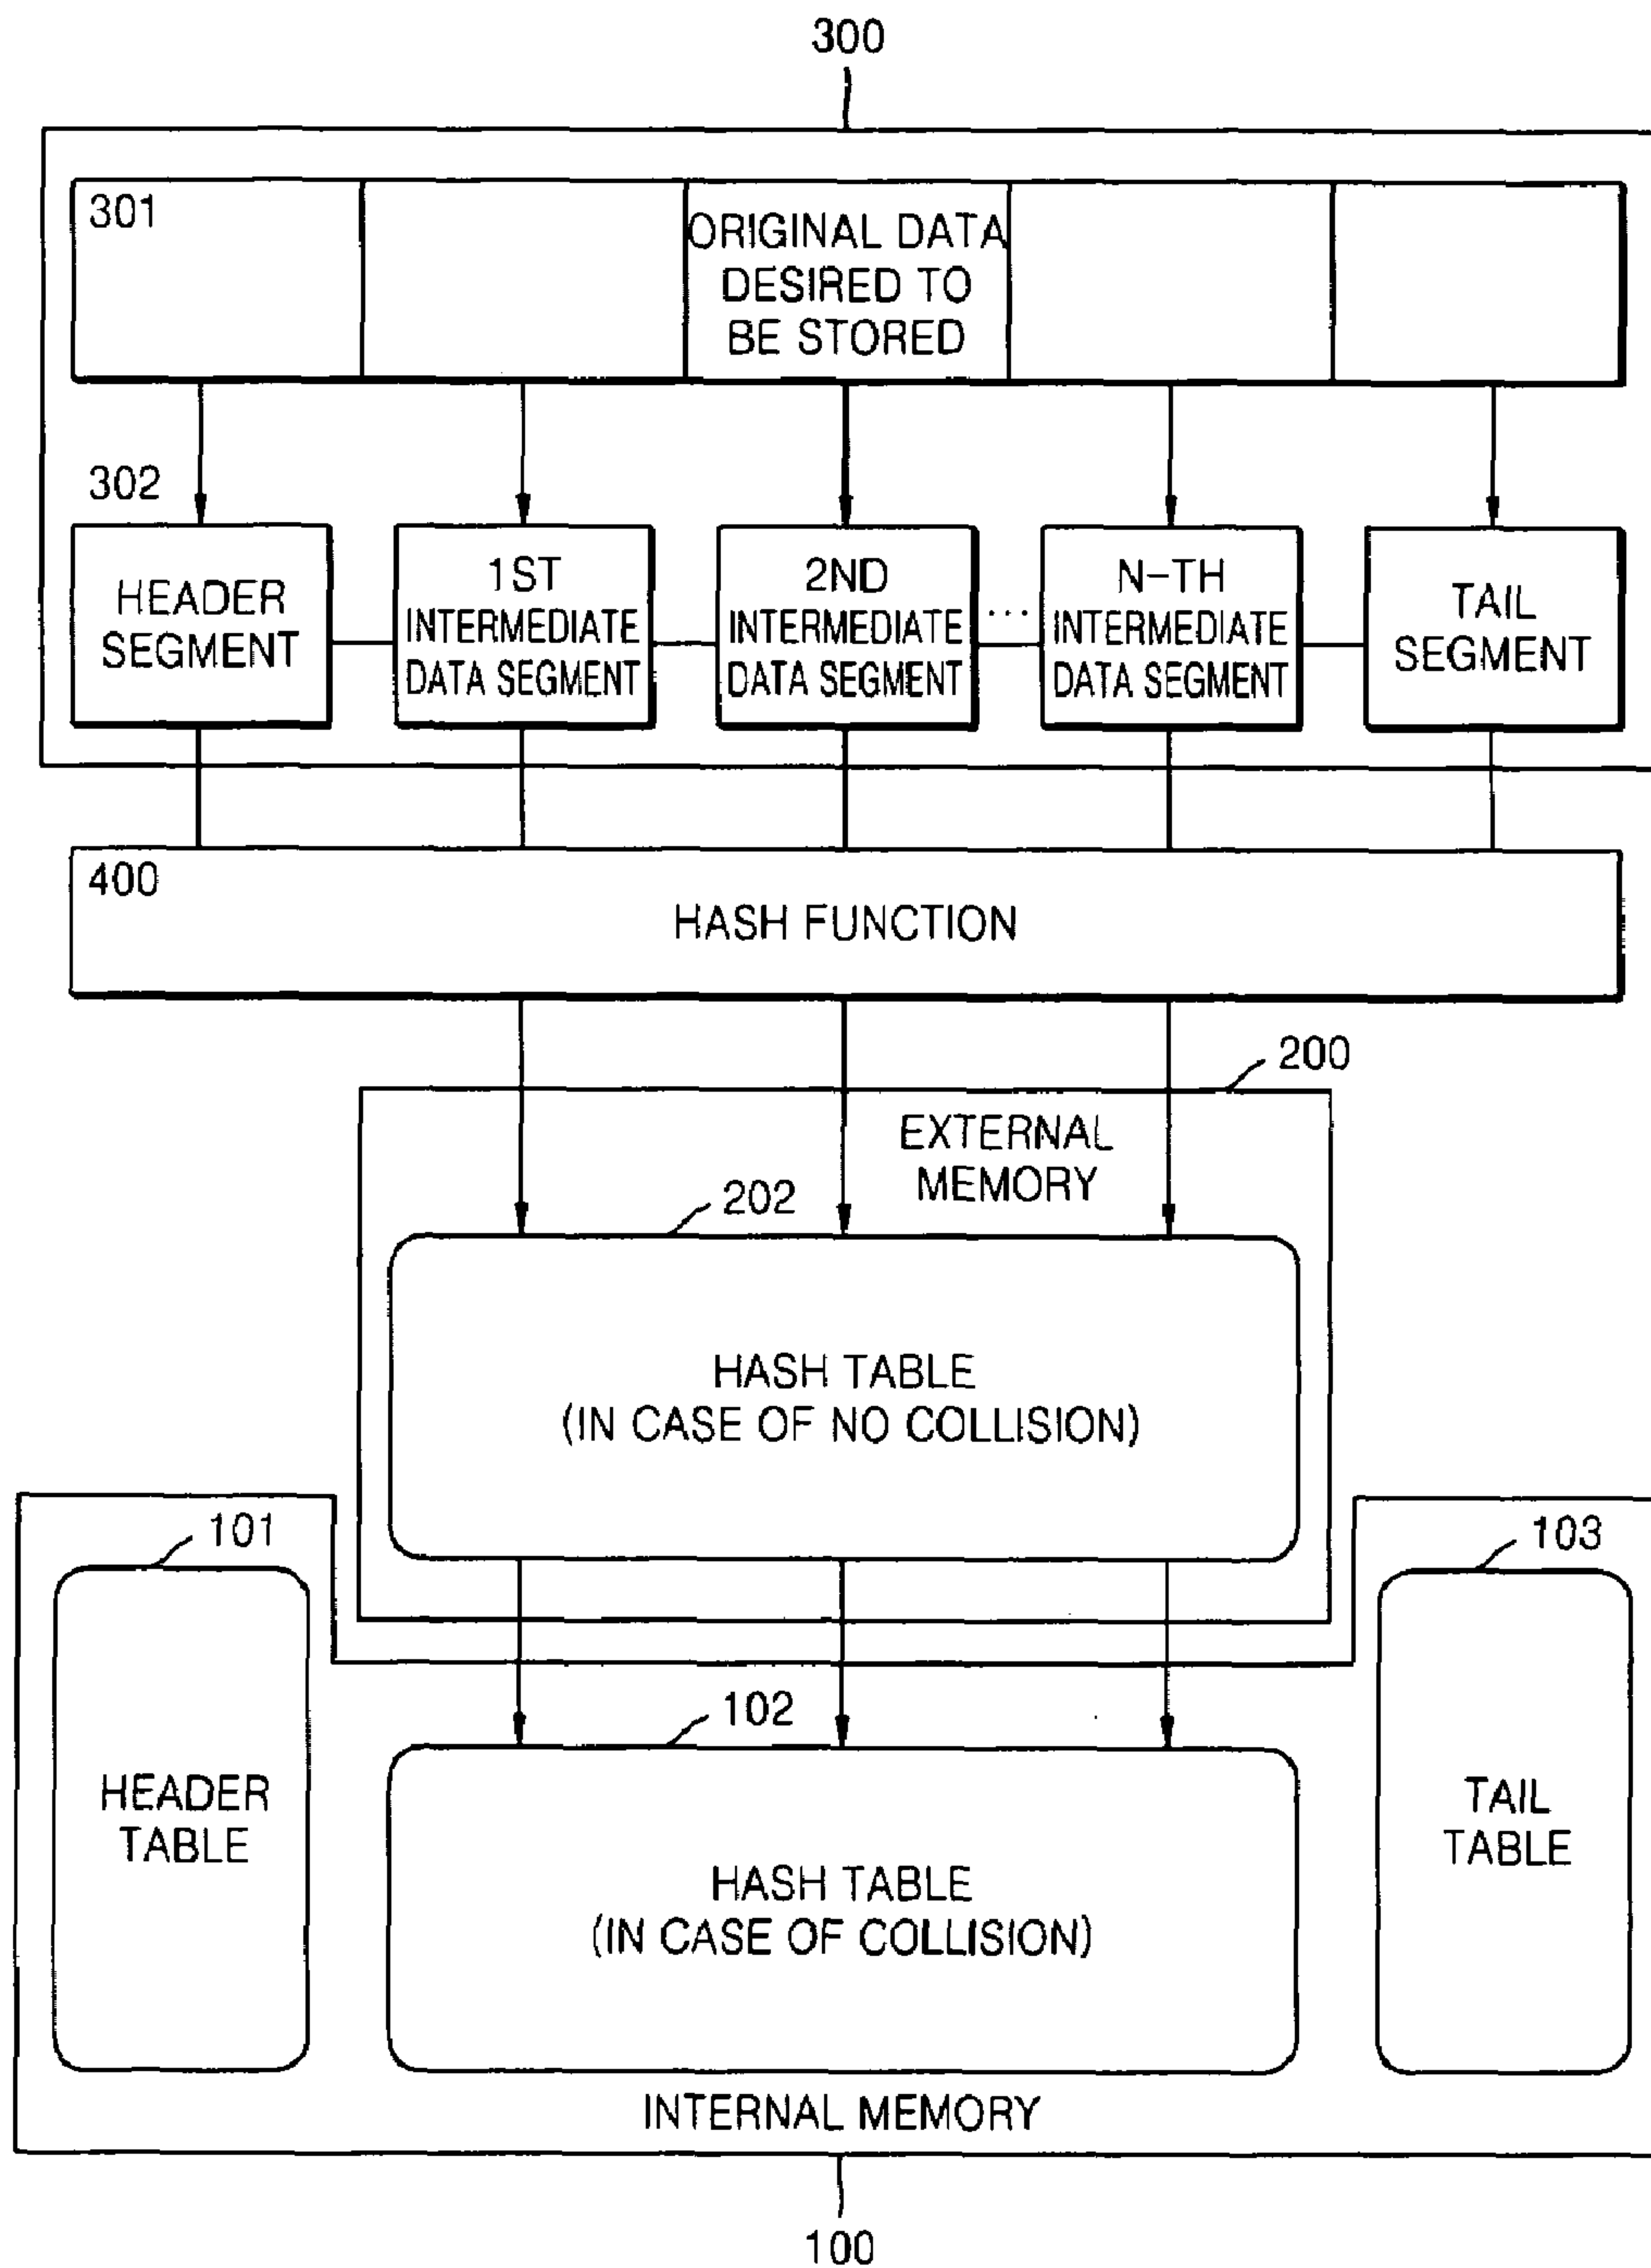 300
301
ORIGINAL DATA
DESIRED TO
BE STORED
302
HEADER
SEGMENT
1ST
INTERMEDIATE
DATA SEGMENT
2ND
INTERMEDIATE
DATA SEGMENT
...
N-TH
INTERMEDIATE
DATA SEGMENT
TAIL
SEGMENT
400
HASH FUNCTION
200
EXTERNAL
MEMORY
202
HASH TABLE
(IN CASE OF NO COLLISION)
101
103
102
HEADER
TABLE
HASH TABLE
(IN CASE OF COLLISION)
TAIL
TABLE
INTERNAL MEMORY
100